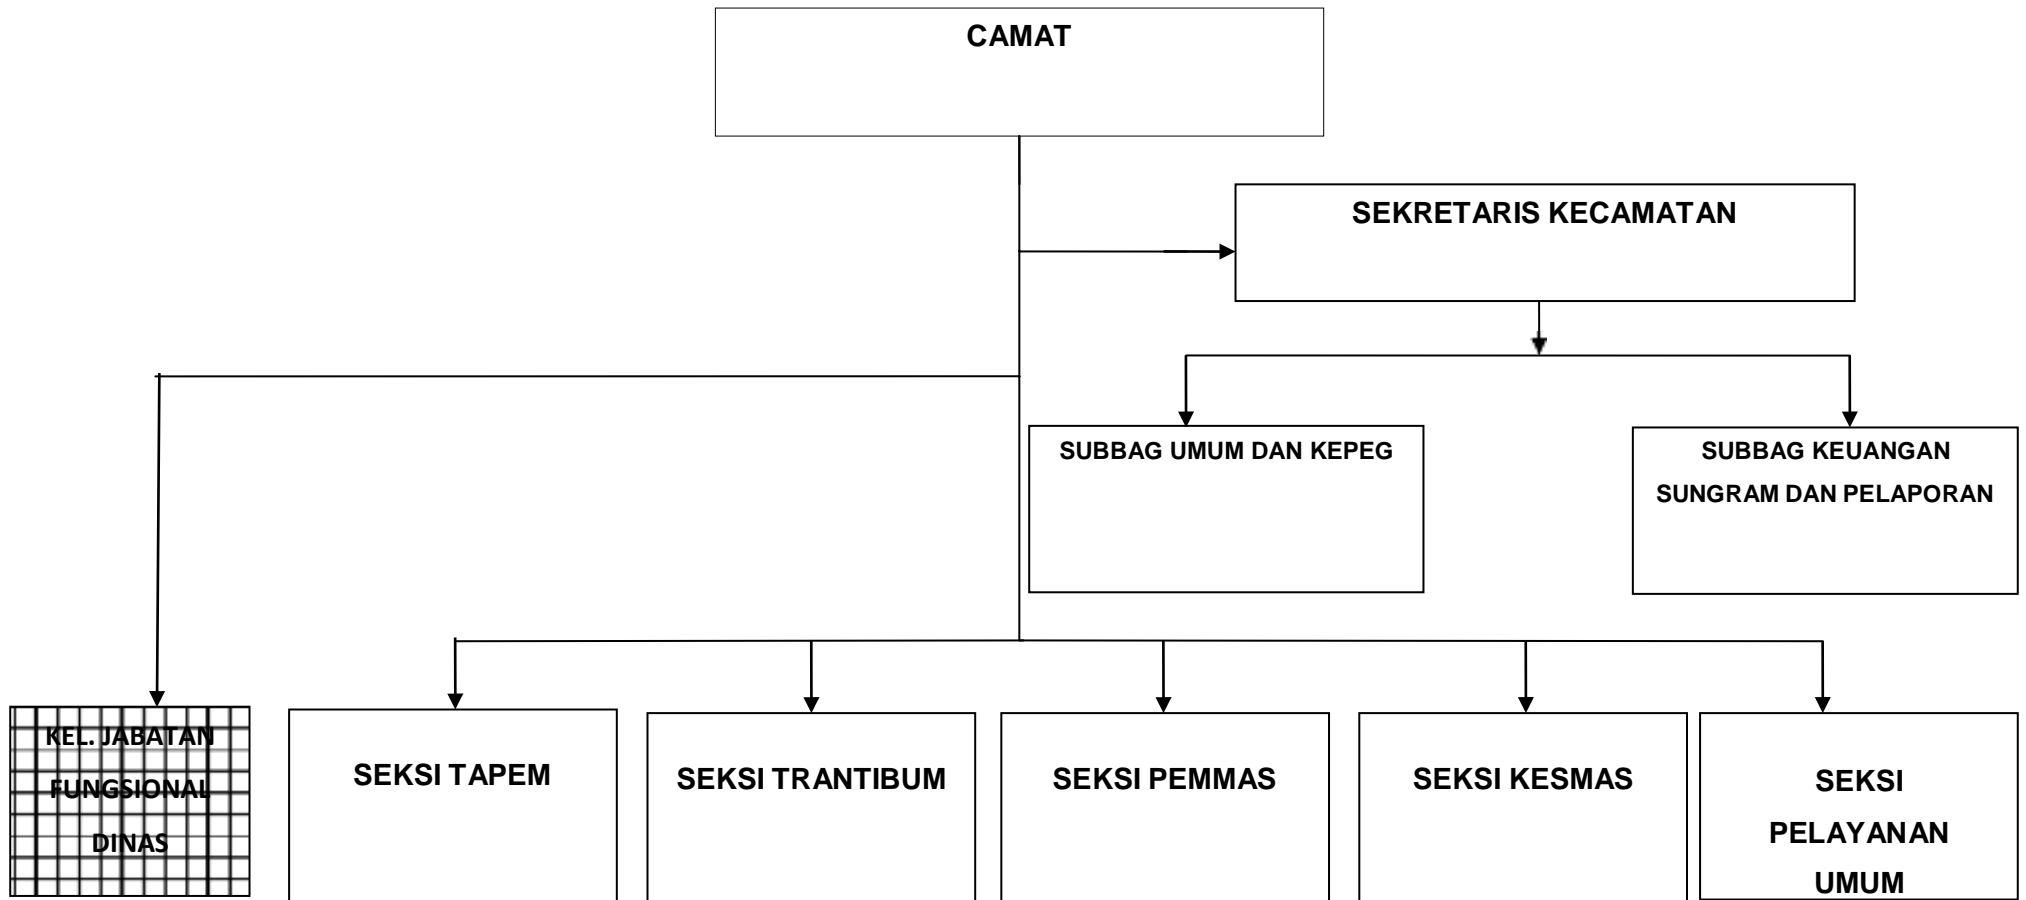 CAMAT
SEKRETARIS KECAMATAN
SUBBAG UMUM DAN KEPEG
SUBBAG KEUANGAN
SUNGRAM DAN PELAPORAN
KEL. JABATAN
FUNGSIONAL
DINAS
SEKSI TAPEM
SEKSI TRANTIBUM
SEKSI PEMMAS
SEKSI KESMAS
SEKSI
PELAYANAN
UMUM